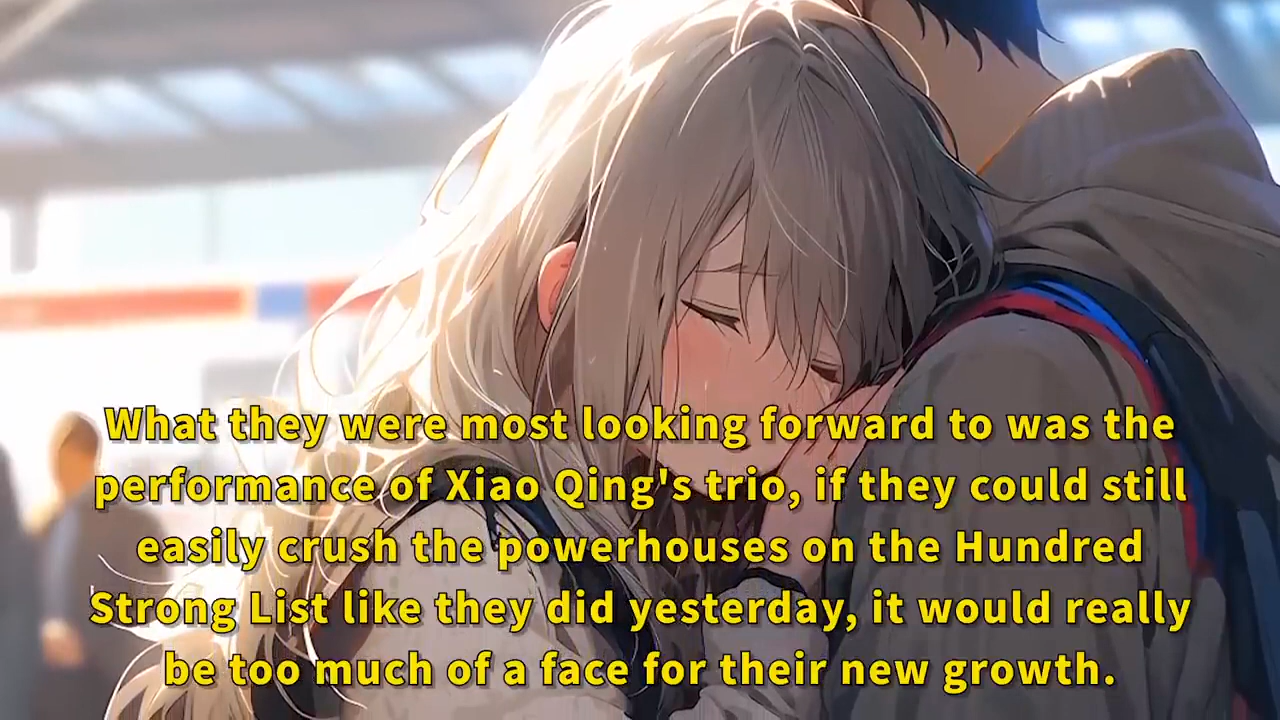 What they were most looking forward to was the
performance of Xiao Qing's trio, if they could still
easily crush the powerhouses on the Hundred
Strong List like they did yesterday, it would really
be too much of a face for their new growth.